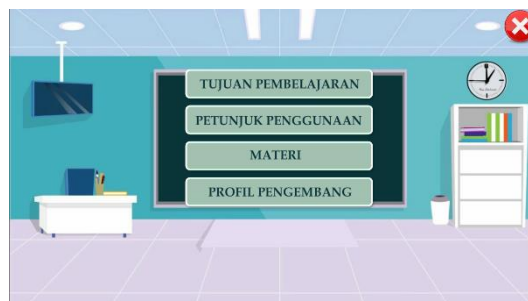 TUJUAN PEMBELAJARAN
PETUNJUK PENGGUNAAN
MATERI
PROFIL PENGEMBANG